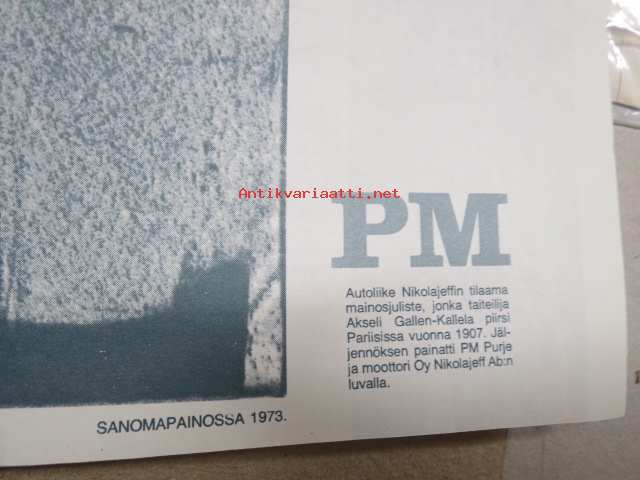 Antikvariaatti.net
PM
Autoliike Nikolajeffin tilaama
mainosjuliste, jonka taiteilija
Akseli Gallen-Kallela piirsi
Pariisissa vuonna 1907. Jäl-
jennöksen painatti PM Purje
ja moottori Oy Nikolajeff Ab:n
luvalla.
SANOMAPAINOSSA 1973.